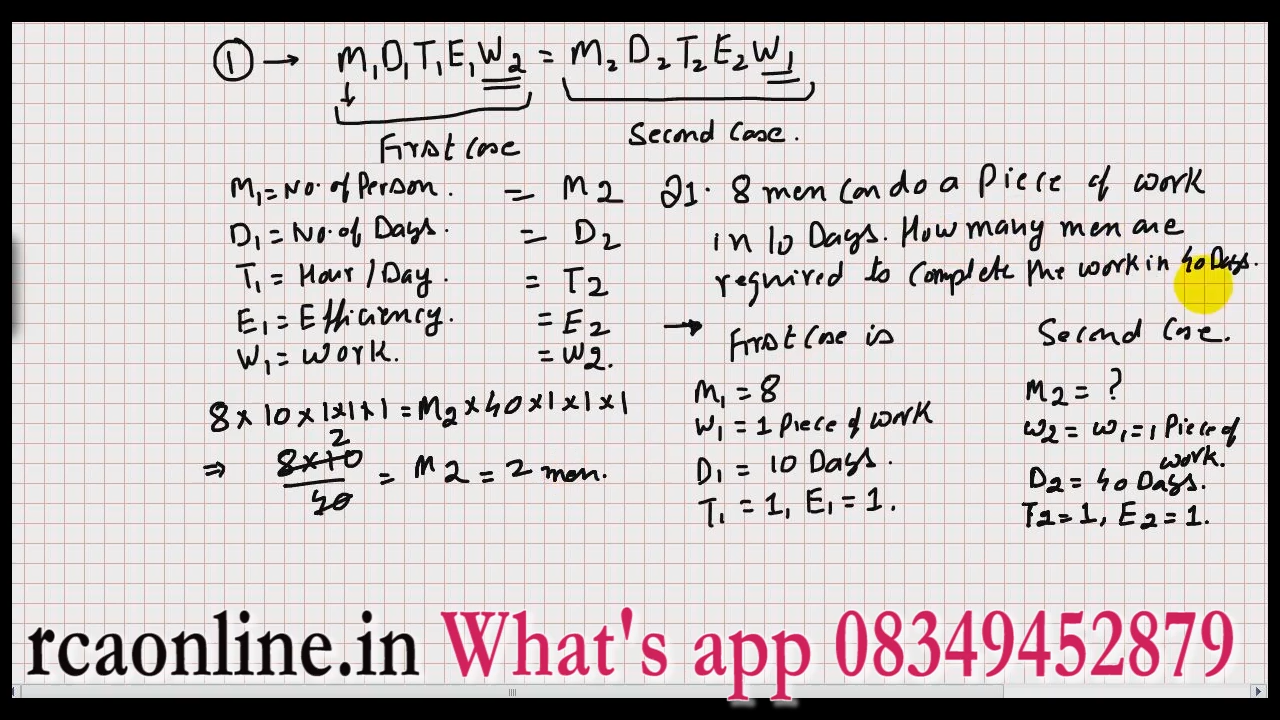 ① → M₁D₁T₁E₁W₂ = M₂D₂T₂E₂W₁
First Case
Second Case.
M₁ = No. of Person. = M2
D₁ = No. of Days. = D2
T₁ = Hour / Day. = T2
E₁ = Efficiency. = E2
W₁ = Work. = W2.
21. 8 men Can do a Piece of work
in 10 Days. How many men are
required to Complete the work in 40 Days.
→ First Case is
Second Case.
M₁ = 8
W₁ = 1 Piece of work
D₁ = 10 Days.
T₁ = 1, E₁ = 1.
M2 = ?
W2 = W₁ = 1 Piece of
work.
D2 = 40 Days.
T2 = 1, E2 = 1.
8 × 10 × 1 × 1 × 1 = M₂ × 40 × 1 × 1 × 1
2
⇒ 8 × 10 / 40 = M2 = 2 men.
rcaonline.in What's app 08349452879